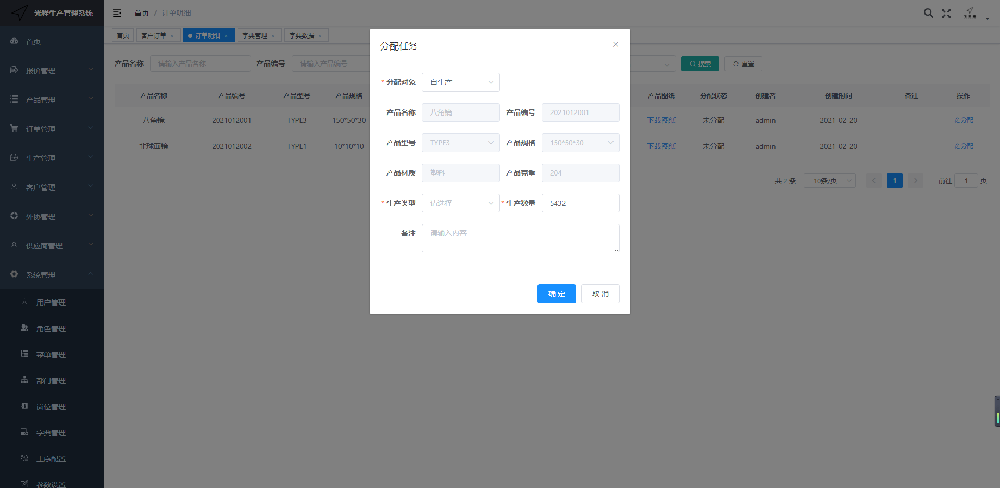 光程生产管理系统
首页 / 订单明细
首页
客户订单 ×
订单明细 ×
字典管理 ×
字典数据 ×
首页
报价管理
产品管理
订单管理
生产管理
客户管理
外协管理
供应商管理
系统管理
用户管理
角色管理
菜单管理
部门管理
岗位管理
字典管理
工序配置
参数设置
产品名称 请输入产品名称 产品编号 请输入产品编号 搜索 重置
产品名称 产品编号 产品型号 产品规格 产品图纸 分配状态 创建者 创建时间 备注 操作
八角镜 2021012001 TYPE3 150*50*30 下载图纸 未分配 admin 2021-02-20 分配
非球面镜 2021012002 TYPE1 10*10*10 下载图纸 未分配 admin 2021-02-20 分配
共 2 条 10条/页 1 前往 1 页
分配任务
* 分配对象 自生产
产品名称 八角镜 产品编号 2021012001
产品型号 TYPE3 产品规格 150*50*30
产品材质 塑料 产品克重 204
* 生产类型 请选择 * 生产数量 5432
备注 请输入内容
确 定 取 消